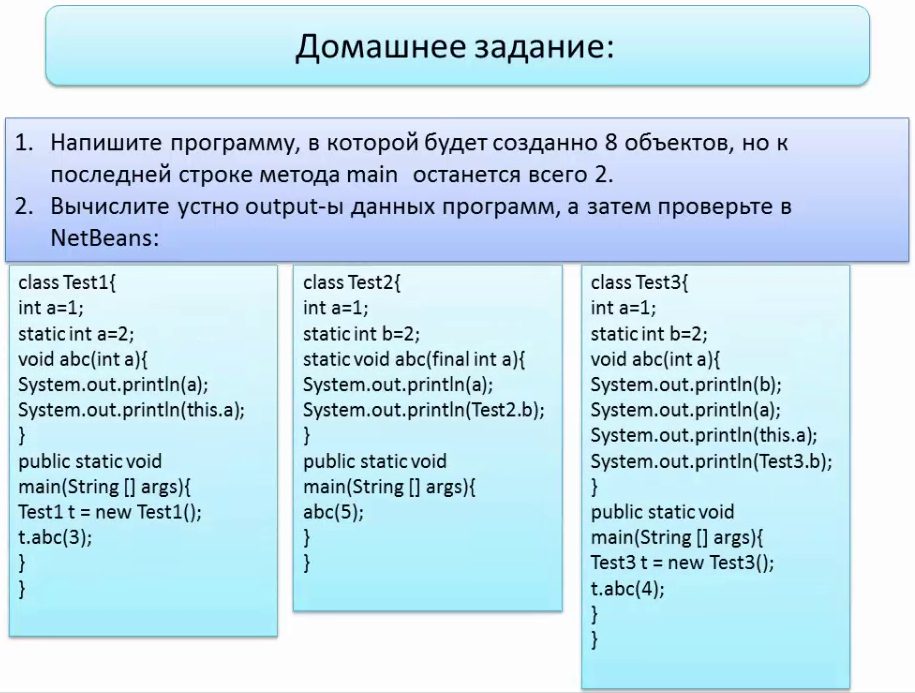 Домашнее задание:
1. Напишите программу, в которой будет созданно 8 объектов, но к
последней строке метода main останется всего 2.
2. Вычислите устно output-ы данных программ, а затем проверьте в
NetBeans:
class Test1{
int a=1;
static int a=2;
void abc(int a){
System.out.println(a);
System.out.println(this.a);
}
public static void
main(String [] args){
Test1 t = new Test1();
t.abc(3);
}
}
class Test2{
int a=1;
static int b=2;
static void abc(final int a){
System.out.println(a);
System.out.println(Test2.b);
}
public static void
main(String [] args){
abc(5);
}
}
class Test3{
int a=1;
static int b=2;
void abc(int a){
System.out.println(b);
System.out.println(a);
System.out.println(this.a);
System.out.println(Test3.b);
}
public static void
main(String [] args){
Test3 t = new Test3();
t.abc(4);
}
}